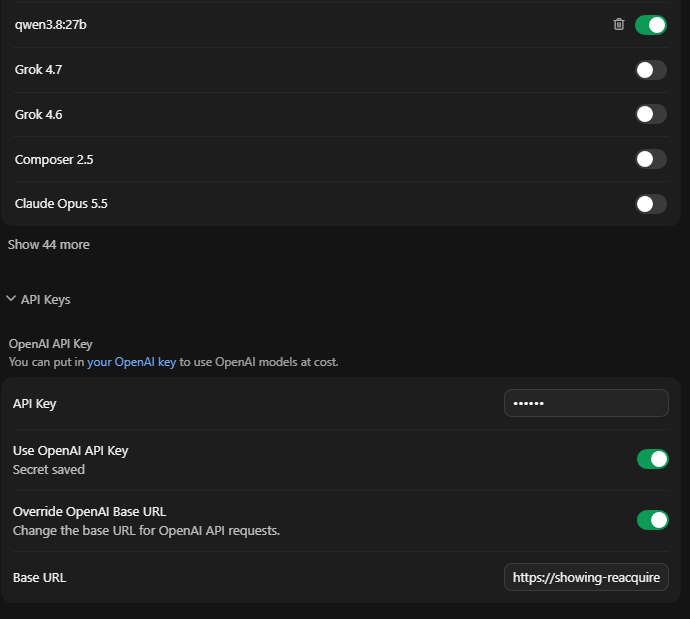 qwen3.8:27b
Grok 4.7
Grok 4.6
Composer 2.5
Claude Opus 5.5
Show 44 more
API Keys
OpenAI API Key
You can put in your OpenAI key to use OpenAI models at cost.
API Key
••••••
Use OpenAI API Key
Secret saved
Override OpenAI Base URL
Change the base URL for OpenAI API requests.
Base URL
https://showing-reacquire